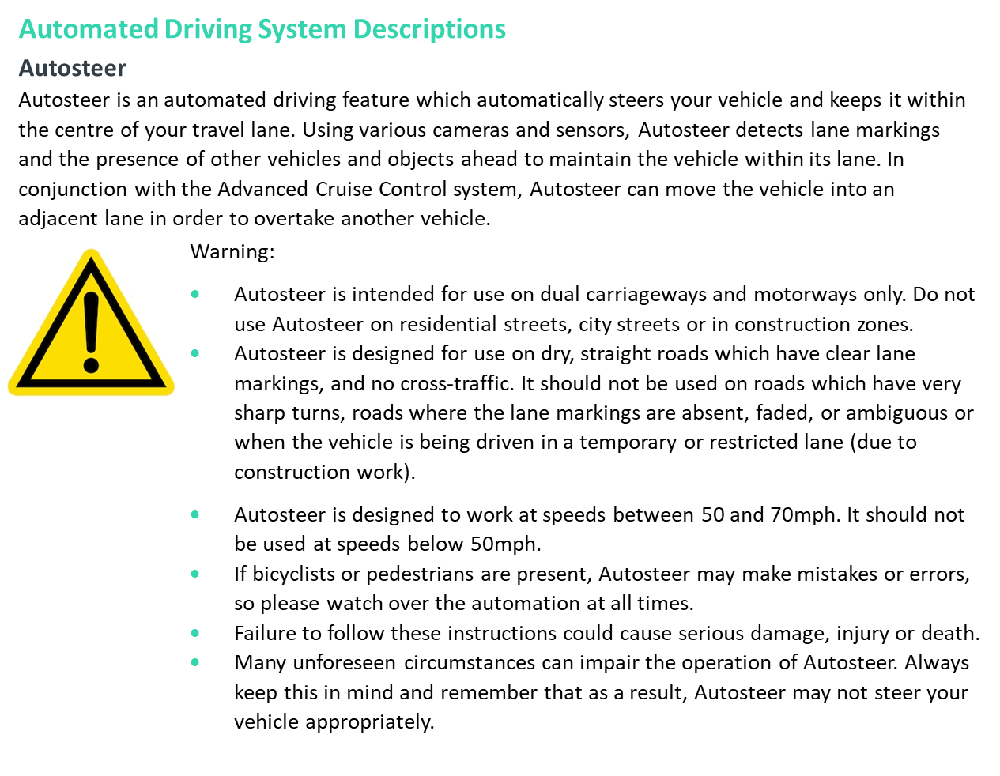 Automated Driving System Descriptions
Autosteer
Autosteer is an automated driving feature which automatically steers your vehicle and keeps it within
the centre of your travel lane. Using various cameras and sensors, Autosteer detects lane markings
and the presence of other vehicles and objects ahead to maintain the vehicle within its lane. In
conjunction with the Advanced Cruise Control system, Autosteer can move the vehicle into an
adjacent lane in order to overtake another vehicle.
Warning:
• Autosteer is intended for use on dual carriageways and motorways only. Do not
use Autosteer on residential streets, city streets or in construction zones.
• Autosteer is designed for use on dry, straight roads which have clear lane
markings, and no cross-traffic. It should not be used on roads which have very
sharp turns, roads where the lane markings are absent, faded, or ambiguous or
when the vehicle is being driven in a temporary or restricted lane (due to
construction work).
• Autosteer is designed to work at speeds between 50 and 70mph. It should not
be used at speeds below 50mph.
• If bicyclists or pedestrians are present, Autosteer may make mistakes or errors,
so please watch over the automation at all times.
• Failure to follow these instructions could cause serious damage, injury or death.
• Many unforeseen circumstances can impair the operation of Autosteer. Always
keep this in mind and remember that as a result, Autosteer may not steer your
vehicle appropriately.